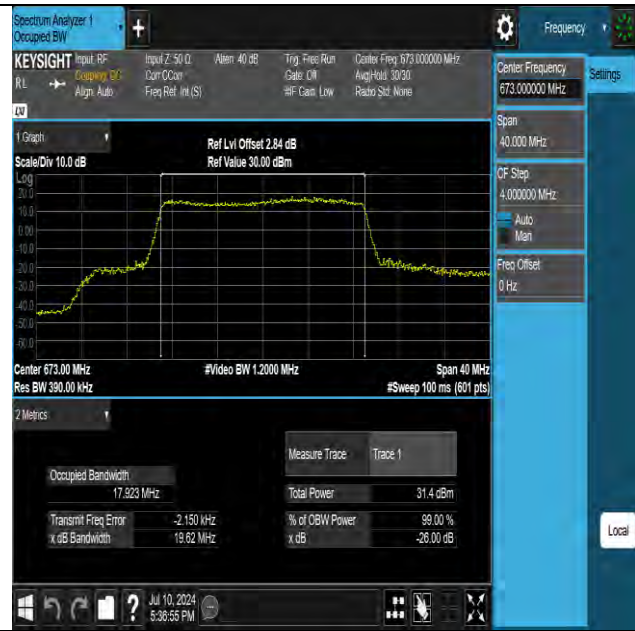 Spectrum Analyzer 1
Occupied BW
+
Frequency
KEYSIGHT Input: RF Input Z: 50 Ω Atten: 40 dB Trig: Free Run Center Freq: 673.000000 MHz
RL Coupling: DC Corr CCorr Gate: Off Avg|Hold: 30/30
Align: Auto Freq Ref: Int (S) #IF Gain: Low Radio Std: None
LXI
Center Frequency
673.000000 MHz
Settings
Span
40.000 MHz
CF Step
4.000000 MHz
Auto
Man
Freq Offset
0 Hz
1 Graph
Ref Lvl Offset 2.84 dB
Scale/Div 10.0 dB Ref Value 30.00 dBm
Log
20.0
10.0
0.00
-10.0
-20.0
-30.0
-40.0
-50.0
-60.0
Center 673.00 MHz #Video BW 1.2000 MHz Span 40 MHz
Res BW 390.00 kHz #Sweep 100 ms (601 pts)
2 Metrics
Measure Trace Trace 1
Occupied Bandwidth
17.923 MHz
Total Power 31.4 dBm
Transmit Freq Error -2.150 kHz % of OBW Power 99.00 %
x dB Bandwidth 19.62 MHz x dB -26.00 dB
Local
? Jul 10, 2024
5:36:55 PM